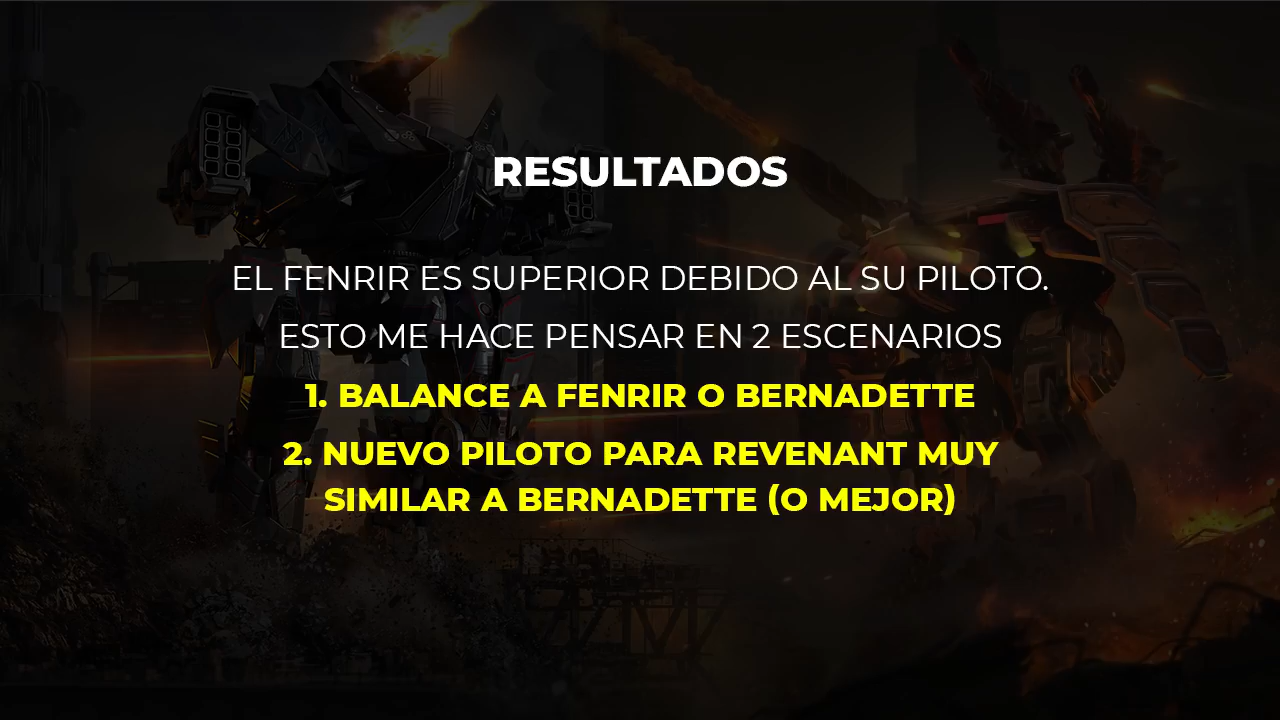 RESULTADOS
EL FENRIR ES SUPERIOR DEBIDO AL SU PILOTO.
ESTO ME HACE PENSAR EN 2 ESCENARIOS
1. BALANCE A FENRIR O BERNADETTE
2. NUEVO PILOTO PARA REVENANT MUY
SIMILAR A BERNADETTE (O MEJOR)